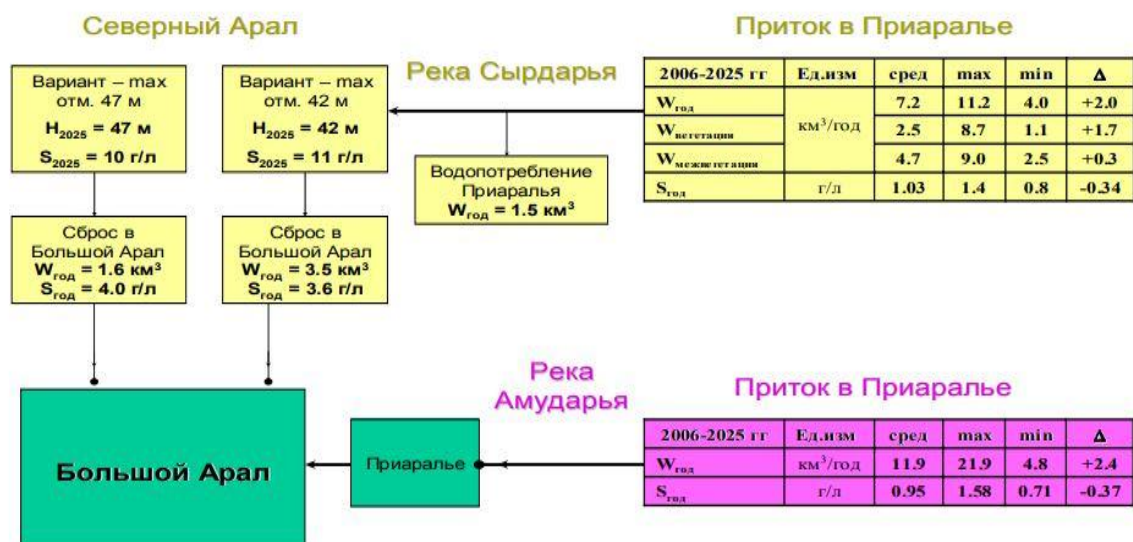 Северный Арал
Приток в Приаралье
Река Сырдарья
Вариант – max
отм. 47 м
H2025 = 47 м
S2025 = 10 г/л
Вариант – max
отм. 42 м
H2025 = 42 м
S2025 = 11 г/л
2006-2025 гг Ед.изм сред max min Δ
Wгод км³/год 7.2 11.2 4.0 +2.0
Wвегетации 2.5 8.7 1.1 +1.7
Wмежвегетации 4.7 9.0 2.5 +0.3
Sгод г/л 1.03 1.4 0.8 -0.34
Водопотребление
Приаралья
Wгод = 1.5 км³
Сброс в
Большой Арал
Wгод = 1.6 км³
Sгод = 4.0 г/л
Сброс в
Большой Арал
Wгод = 3.5 км³
Sгод = 3.6 г/л
Река
Амударья
Приток в Приаралье
Большой Арал
Приаралье
2006-2025 гг Ед.изм сред max min Δ
Wгод км³/год 11.9 21.9 4.8 +2.4
Sгод г/л 0.95 1.58 0.71 -0.37